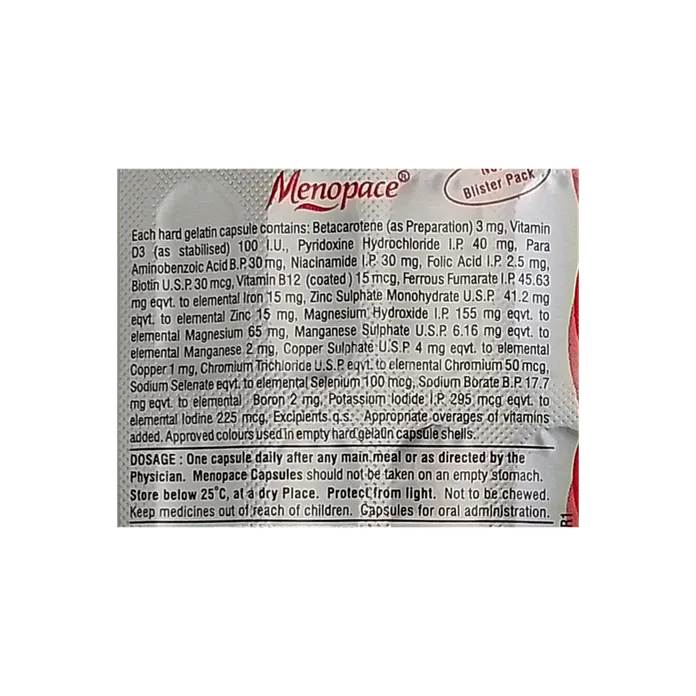 Menopace®
Blister Pack
Each hard gelatin capsule contains: Betacarotene (as Preparation) 3 mg, Vitamin
D3 (as stabilised) 100 I.U., Pyridoxine Hydrochloride I.P. 40 mg, Para
Aminobenzoic Acid B.P. 30 mg, Niacinamide I.P. 30 mg, Folic Acid I.P. 2.5 mg,
Biotin U.S.P. 30 mcg, Vitamin B12 (coated) 15 mcg, Ferrous Fumarate I.P. 45.63
mg eqvt. to elemental Iron 15 mg, Zinc Sulphate Monohydrate U.S.P. 41.2 mg
eqvt. to elemental Zinc 15 mg, Magnesium Hydroxide I.P. 155 mg eqvt. to
elemental Magnesium 65 mg, Manganese Sulphate U.S.P. 6.16 mg eqvt. to
elemental Manganese 2 mg, Copper Sulphate U.S.P. 4 mg eqvt. to elemental
Copper 1 mg, Chromium Trichloride U.S.P. eqvt. to elemental Chromium 50 mcg,
Sodium Selenate eqvt. to elemental Selenium 100 mcg, Sodium Borate B.P. 17.7
mg eqvt. to elemental Boron 2 mg, Potassium Iodide I.P. 295 mcg eqvt. to
elemental Iodine 225 mcg, Excipients q.s. Appropriate overages of vitamins
added. Approved colours used in empty hard gelatin capsule shells.
DOSAGE : One capsule daily after any main meal or as directed by the
Physician. Menopace Capsules should not be taken on an empty stomach.
Store below 25°C, at a dry Place. Protect from light. Not to be chewed.
Keep medicines out of reach of children. Capsules for oral administration.
R1